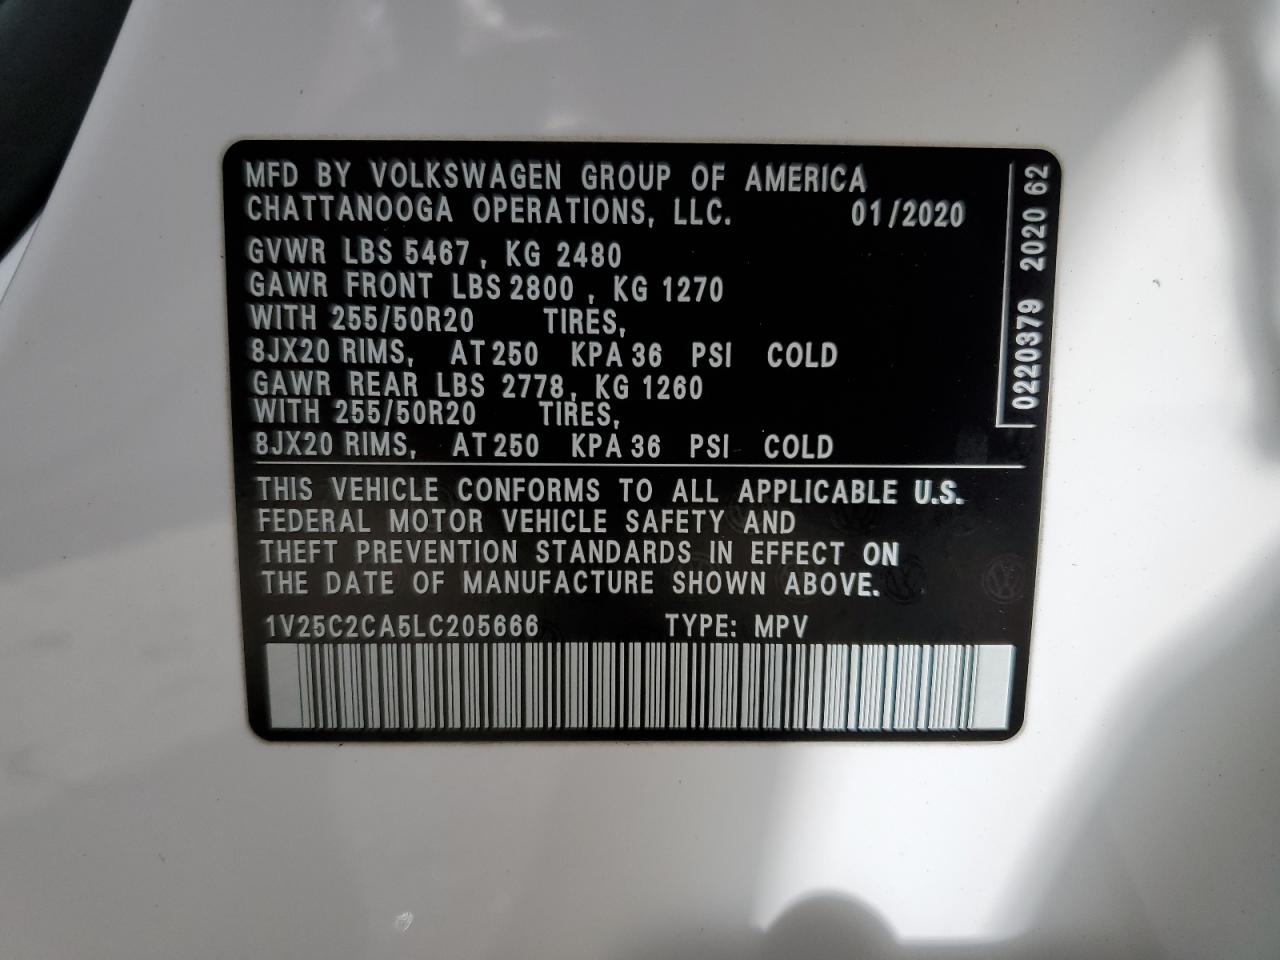 MFD BY VOLKSWAGEN GROUP OF AMERICA
CHATTANOOGA OPERATIONS, LLC. 01/2020
GVWR LBS 5467, KG 2480
GAWR FRONT LBS 2800, KG 1270
WITH 255/50R20 TIRES,
8JX20 RIMS, AT 250 KPA 36 PSI COLD
GAWR REAR LBS 2778, KG 1260
WITH 255/50R20 TIRES,
8JX20 RIMS, AT 250 KPA 36 PSI COLD
THIS VEHICLE CONFORMS TO ALL APPLICABLE U.S.
FEDERAL MOTOR VEHICLE SAFETY AND
THEFT PREVENTION STANDARDS IN EFFECT ON
THE DATE OF MANUFACTURE SHOWN ABOVE.
1V25C2CA5LC205666 TYPE: MPV
0220379 2020 62